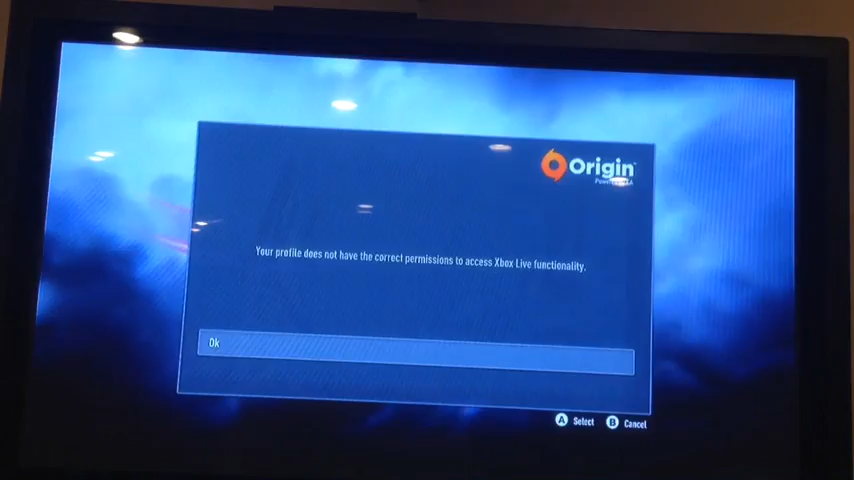 Origin
Your profile does not have the correct permissions to access Xbox Live functionality.
Ok
A Select B Cancel